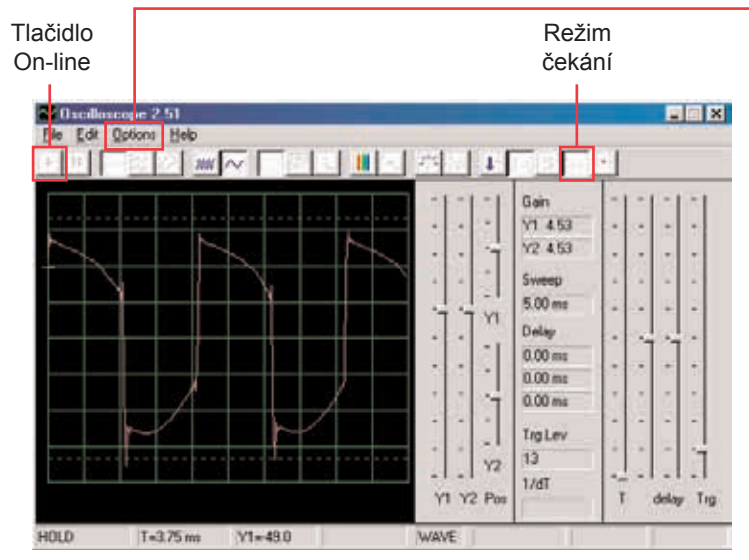 Tlačidlo
On-line
Režim
čekání
Oscilloscope 2.51
File Edit Options Help
Gain
Y1 4.53
Y2 4.53
Sweep
5.00 ms
Y1
Delay
0.00 ms
0.00 ms
0.00 ms
Trg Lev
Y2
13
1/dT
Y1 Y2 Pos
T delay Trg
HOLD T=3.75 ms Y1=-49.0 WAVE